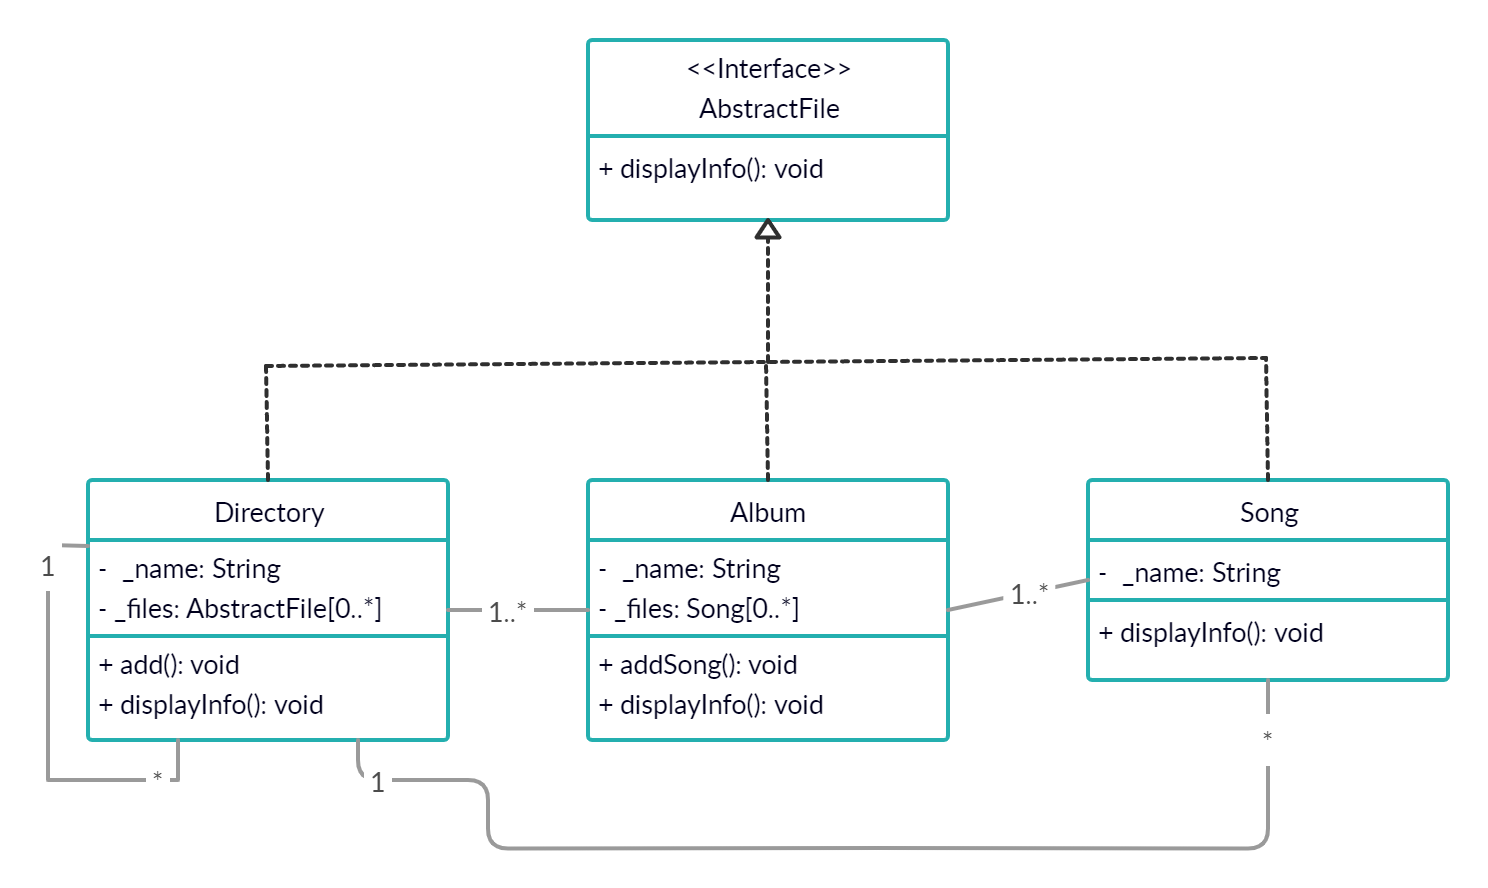 <<Interface>>
AbstractFile
+ displayInfo(): void
Directory
- _name: String
- _files: AbstractFile[0..*]
+ add(): void
+ displayInfo(): void
Album
- _name: String
- _files: Song[0..*]
+ addSong(): void
+ displayInfo(): void
Song
- _name: String
+ displayInfo(): void
1
1..*
1..*
*
*
1